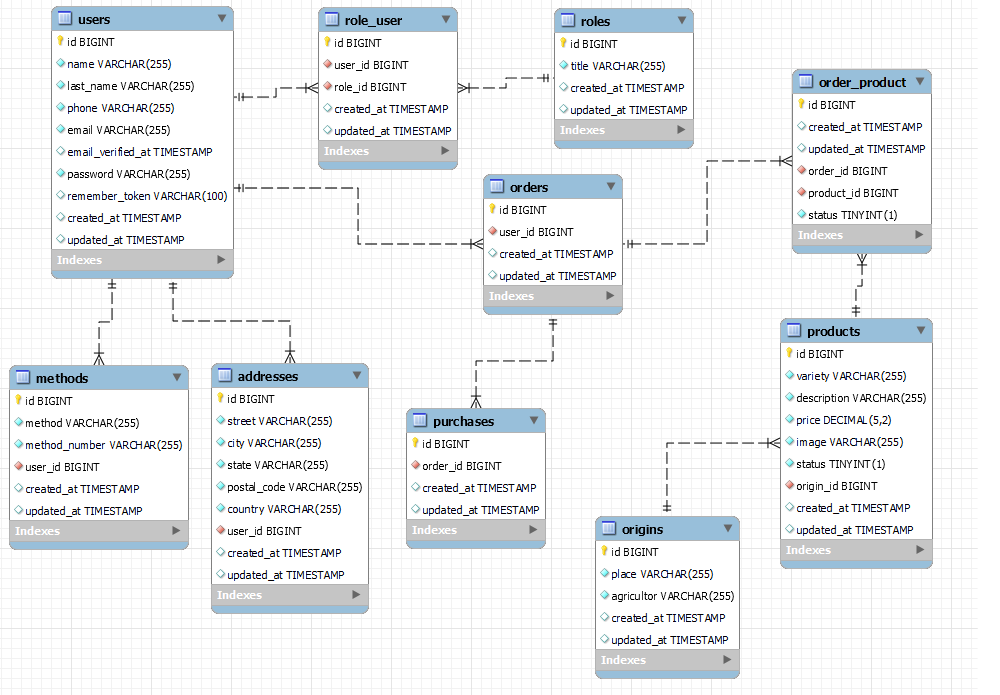 users
id BIGINT
name VARCHAR(255)
last_name VARCHAR(255)
phone VARCHAR(255)
email VARCHAR(255)
email_verified_at TIMESTAMP
password VARCHAR(255)
remember_token VARCHAR(100)
created_at TIMESTAMP
updated_at TIMESTAMP
Indexes
role_user
id BIGINT
user_id BIGINT
role_id BIGINT
created_at TIMESTAMP
updated_at TIMESTAMP
Indexes
roles
id BIGINT
title VARCHAR(255)
created_at TIMESTAMP
updated_at TIMESTAMP
Indexes
order_product
id BIGINT
created_at TIMESTAMP
updated_at TIMESTAMP
order_id BIGINT
product_id BIGINT
status TINYINT(1)
Indexes
orders
id BIGINT
user_id BIGINT
created_at TIMESTAMP
updated_at TIMESTAMP
Indexes
methods
id BIGINT
method VARCHAR(255)
method_number VARCHAR(255)
user_id BIGINT
created_at TIMESTAMP
updated_at TIMESTAMP
Indexes
addresses
id BIGINT
street VARCHAR(255)
city VARCHAR(255)
state VARCHAR(255)
postal_code VARCHAR(255)
country VARCHAR(255)
user_id BIGINT
created_at TIMESTAMP
updated_at TIMESTAMP
Indexes
purchases
id BIGINT
order_id BIGINT
created_at TIMESTAMP
updated_at TIMESTAMP
Indexes
products
id BIGINT
variety VARCHAR(255)
description VARCHAR(255)
price DECIMAL(5,2)
image VARCHAR(255)
status TINYINT(1)
origin_id BIGINT
created_at TIMESTAMP
updated_at TIMESTAMP
Indexes
origins
id BIGINT
place VARCHAR(255)
agricultor VARCHAR(255)
created_at TIMESTAMP
updated_at TIMESTAMP
Indexes